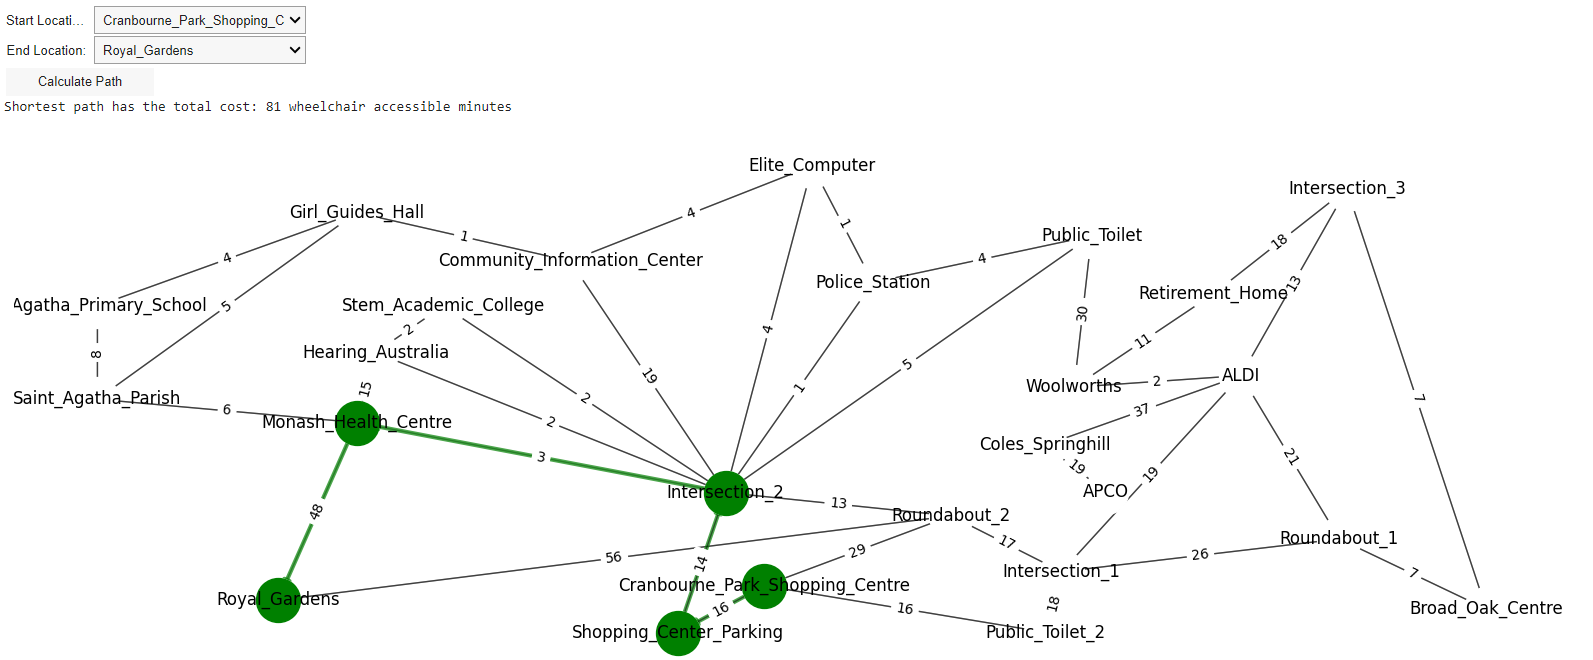 Start Locati...
Cranbourne_Park_Shopping_C
End Location:
Royal_Gardens
Calculate Path
Shortest path has the total cost: 81 wheelchair accessible minutes
Elite_Computer
Intersection_3
Girl_Guides_Hall
4
1
1
Public_Toilet
18
4
Community_Information_Center
4
Police_Station
13
Retirement_Home
Agatha_Primary_School
5
Stem_Academic_College
30
2
4
11
Hearing_Australia
8
19
Woolworths
2
ALDI
15
1
5
Saint_Agatha_Parish
2
7
6
37
Monash_Health_Centre
2
Coles_Springhill
3
19
19
21
Intersection_2
APCO
13
48
Roundabout_2
Roundabout_1
17
29
26
56
14
Intersection_1
7
Cranbourne_Park_Shopping_Centre
Royal_Gardens
16
16
18
Broad_Oak_Centre
Shopping_Center_Parking
Public_Toilet_2